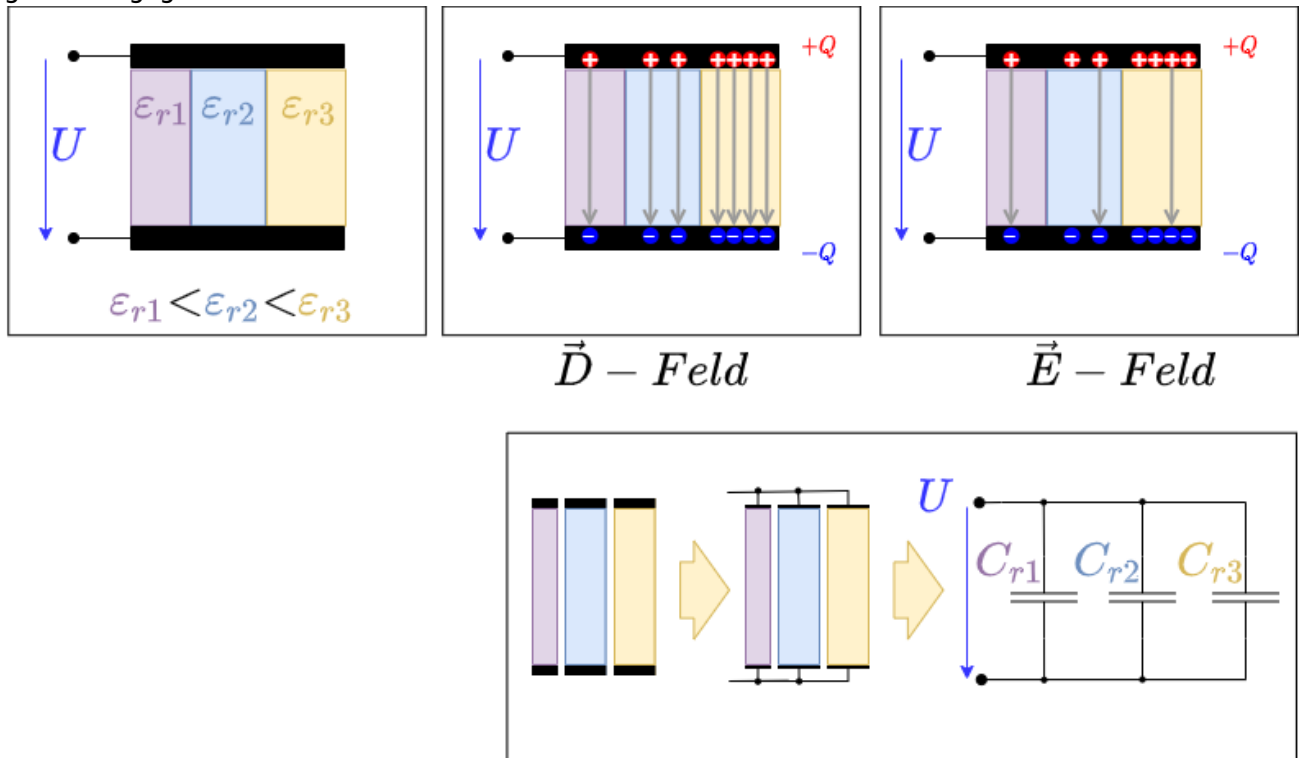 U
εr1 εr2 εr3
εr1<εr2<εr3
U
+Q
−Q
U
+Q
−Q
D⃗ − Feld
E⃗ − Feld
U
Cr1 Cr2 Cr3